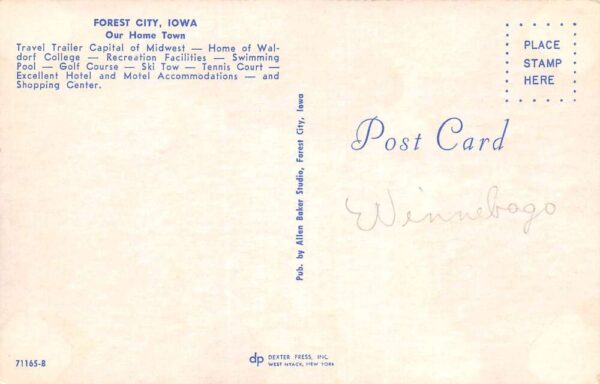 FOREST CITY, IOWA
Our Home Town
Travel Trailer Capital of Midwest — Home of Wal-
dorf College — Recreation Facilities — Swimming
Pool — Golf Course — Ski Tow — Tennis Court —
Excellent Hotel and Motel Accommodations — and
Shopping Center.
PLACE
STAMP
HERE
Post Card
Winnebago
Pub. by Allen Baker Studio, Forest City, Iowa
71165-B
dp DEXTER PRESS, INC.
WEST NYACK, NEW YORK